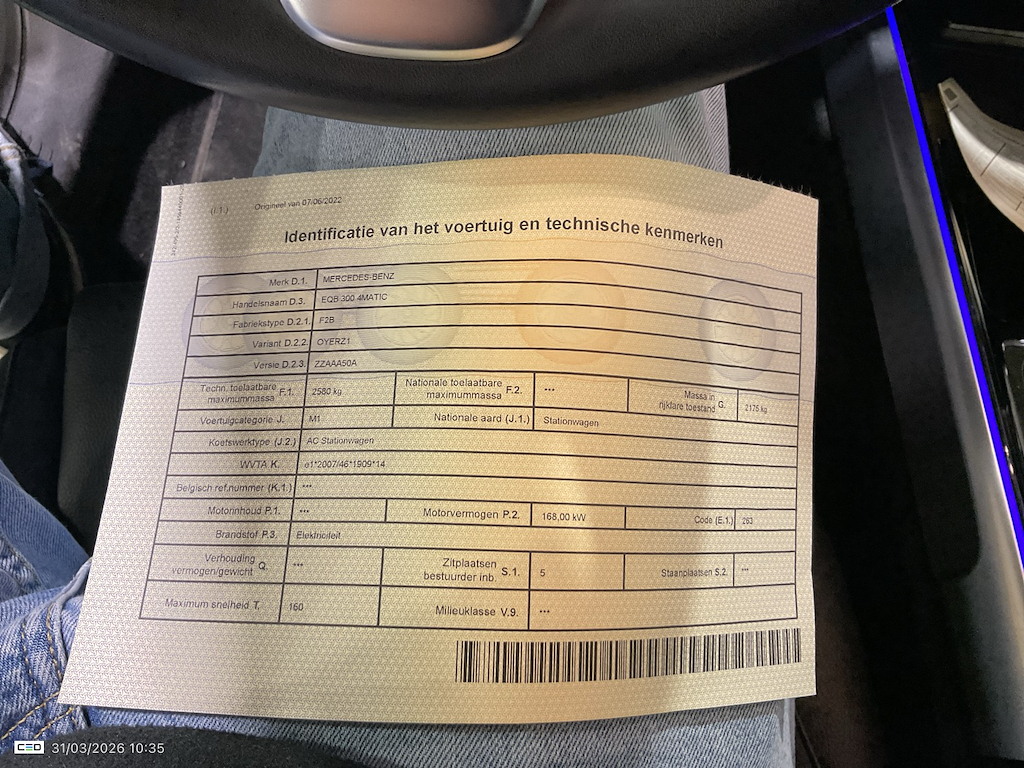 (I.1.) Origineel van 07/06/2022
Identificatie van het voertuig en technische kenmerken
Merk D.1. MERCEDES-BENZ
Handelsnaam D.3. EQB 300 4MATIC
Fabriekstype D.2.1. F2B
Variant D.2.2. OYERZ1
Versie D.2.3. ZZAAA50A
Techn. toelaatbare maximummassa F.1. 2580 kg Nationale toelaatbare maximummassa F.2. *** Massa in rijklare toestand G. 2175 kg
Voertuigcategorie J. M1 Nationale aard (J.1.) Stationwagen
Koetswerktype (J.2.) AC Stationwagen
WVTA K. e1*2007/46*1909*14
Belgisch ref.nummer (K.1.) ***
Motorinhoud P.1. *** Motorvermogen P.2. 168,00 kW Code (E.1.) 263
Brandstof P.3. Elektriciteit
Verhouding vermogen/gewicht Q. *** Zitplaatsen bestuurder inb. S.1. 5 Staanplaatsen S.2. ***
Maximum snelheid T. 160 Milieuklasse V.9. ***
CEO 31/03/2026 10:35